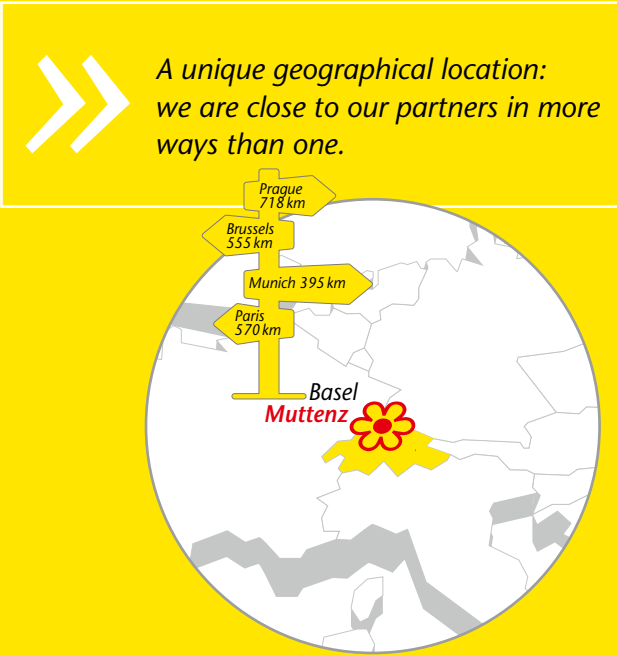 A unique geographical location:
we are close to our partners in more
ways than one.
Prague
718 km
Brussels
555 km
Munich 395 km
Paris
570 km
Basel
Muttenz